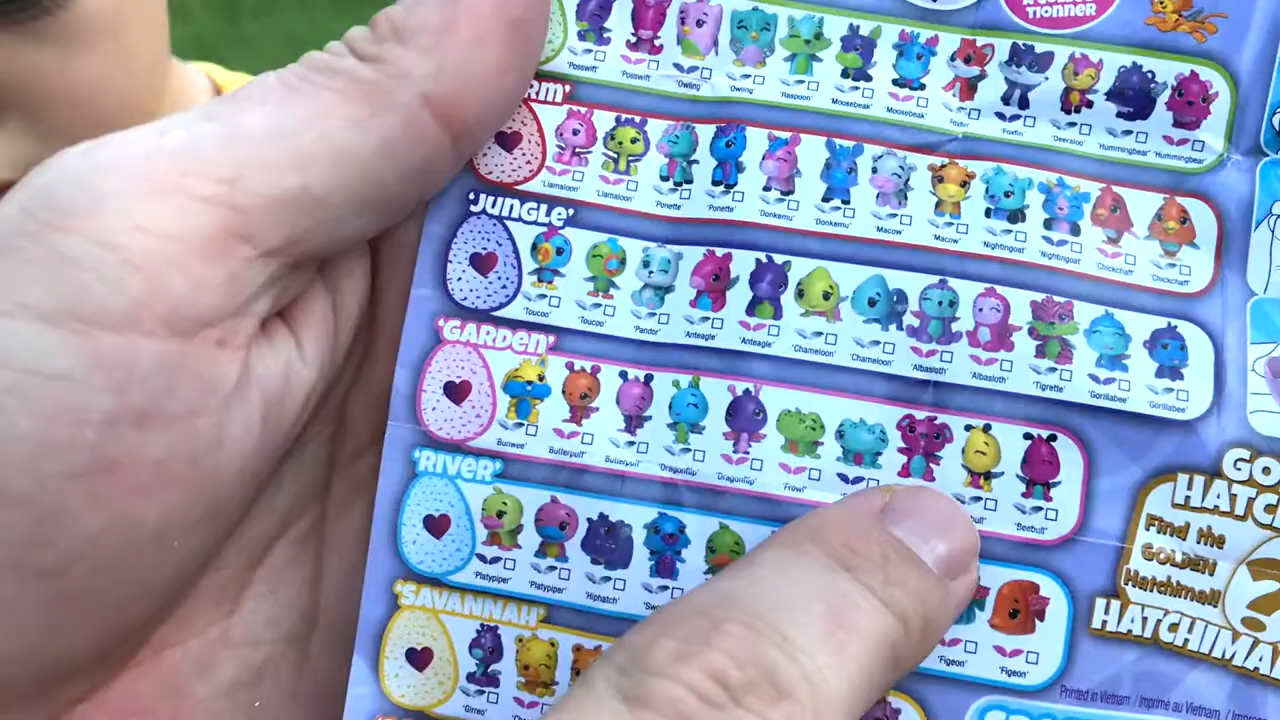 TIONNER
'Posswift' 'Posswift' 'Owling' 'Owling' 'Raspoon' 'Moosebeak' 'Moosebeak' 'Foxfin' 'Foxfin' 'Deeraloo' 'Hummingbear' 'Hummingbear'
'Llamaloon' 'Llamaloon' 'Ponette' 'Ponette' 'Donkemu' 'Donkemu' 'Macow' 'Macow' 'Nightingoat' 'Nightingoat' 'Chickchaff' 'Chickchaff'
'JUNGLE'
'Toucoo' 'Toucoo' 'Pandor' 'Anteagle' 'Anteagle' 'Chameloon' 'Chameloon' 'Albasloth' 'Albasloth' 'Tigrette' 'Gorillabee' 'Gorillabee'
'GARDEN'
'Bunwee' 'Butterpuff' 'Butterpuff' 'Dragonflip' 'Dragonflip' 'Frowl' 'Beebull'
'RIVER'
'Platypiper' 'Platypiper' 'Hiphatch' 'Figeon' 'Figeon'
'SAVANNAH'
'Girreo'
Find the
GOLDEN
Hatchimal!
?
Printed in Vietnam / Imprimé au Vietnam